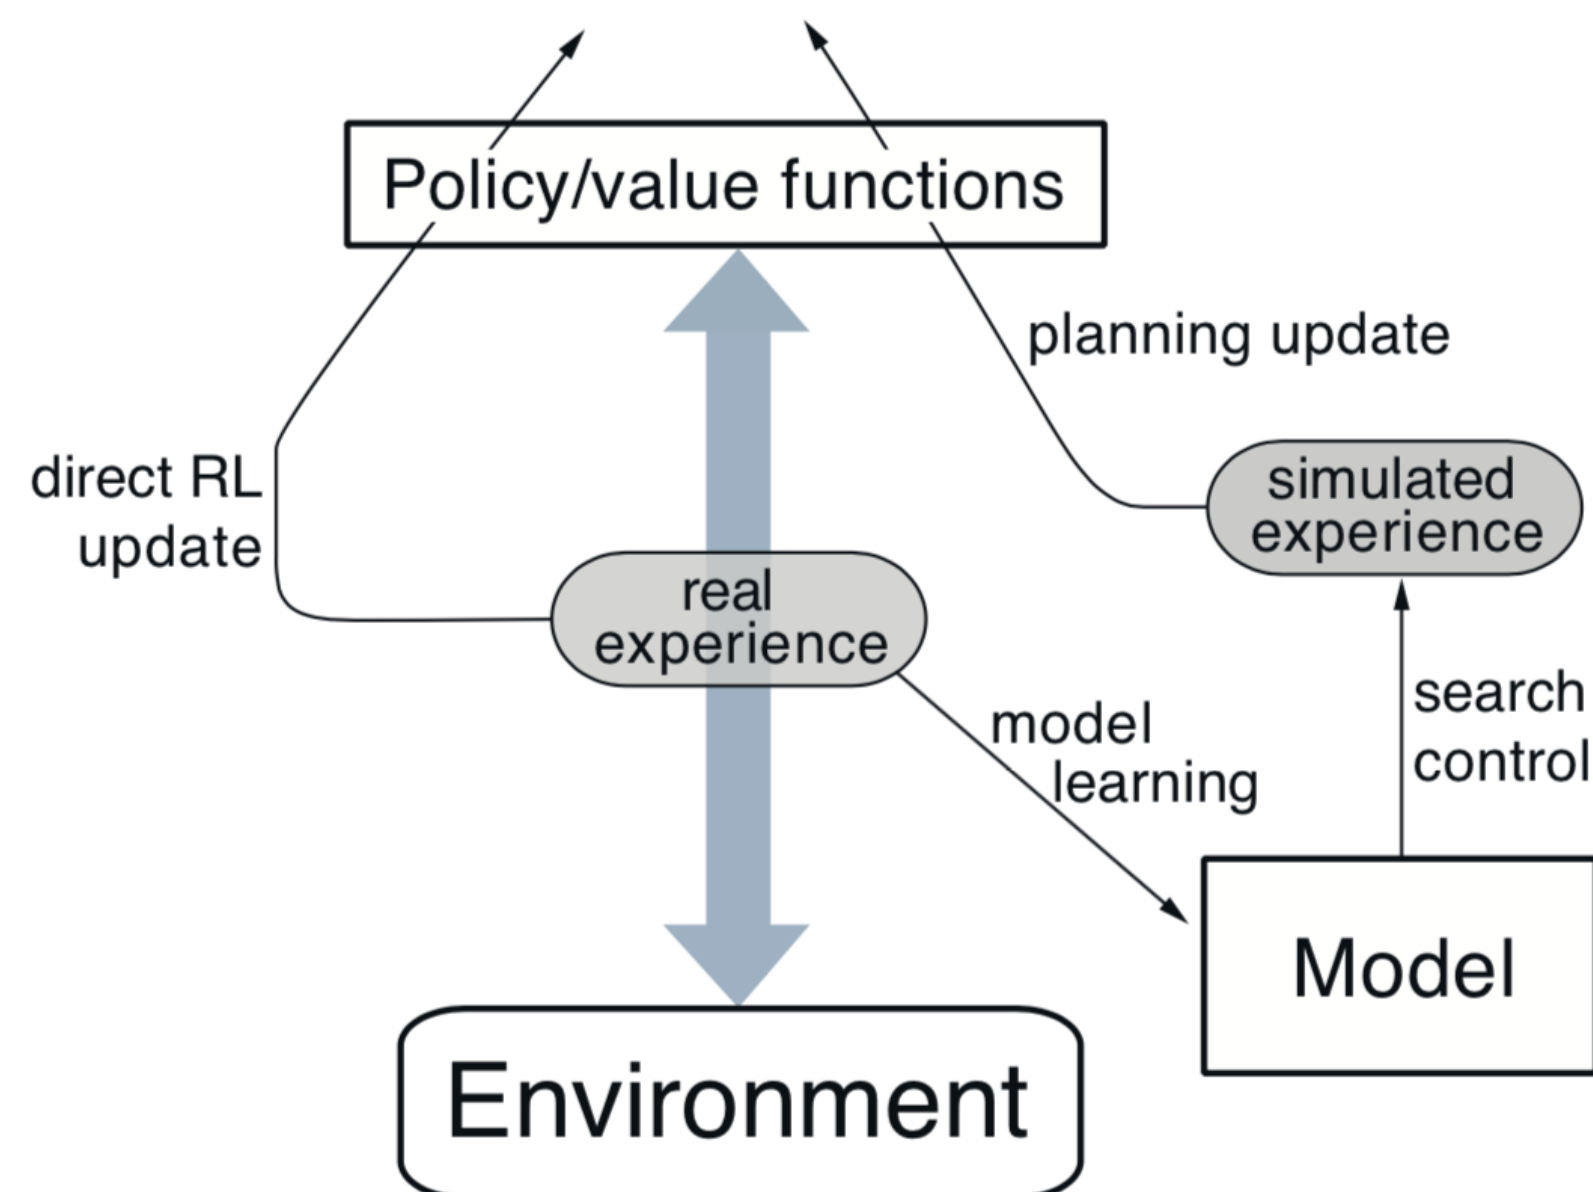 Policy/value functions
planning update
direct RL
update
simulated
experience
real
experience
model
learning
search
control
Model
Environment